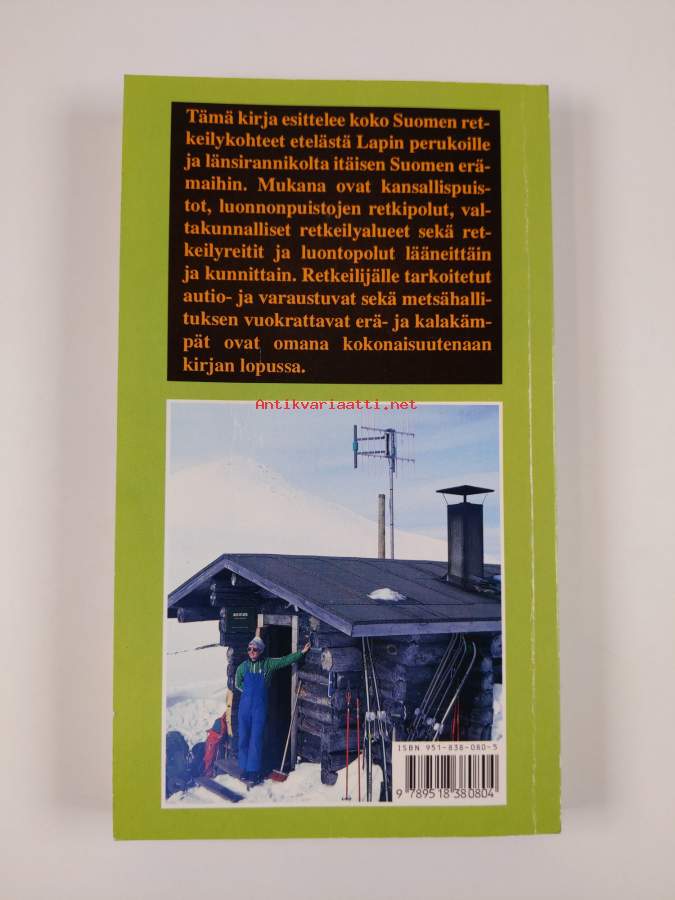 Tämä kirja esittelee koko Suomen ret-
keilykohteet etelästä Lapin perukoille
ja länsirannikolta itäisen Suomen erä-
maihin. Mukana ovat kansallispuis-
tot, luonnonpuistojen retkipolut, val-
takunnalliset retkeilyalueet sekä ret-
keilyreitit ja luontopolut lääneittäin
ja kunnittain. Retkeilijälle tarkoitetut
autio- ja varaustuvat sekä metsähalli-
tuksen vuokrattavat erä- ja kalakäm-
pät ovat omana kokonaisuutenaan
kirjan lopussa.
Antikvariaatti.net
ISBN 951-838-080-5
9 789518 380804